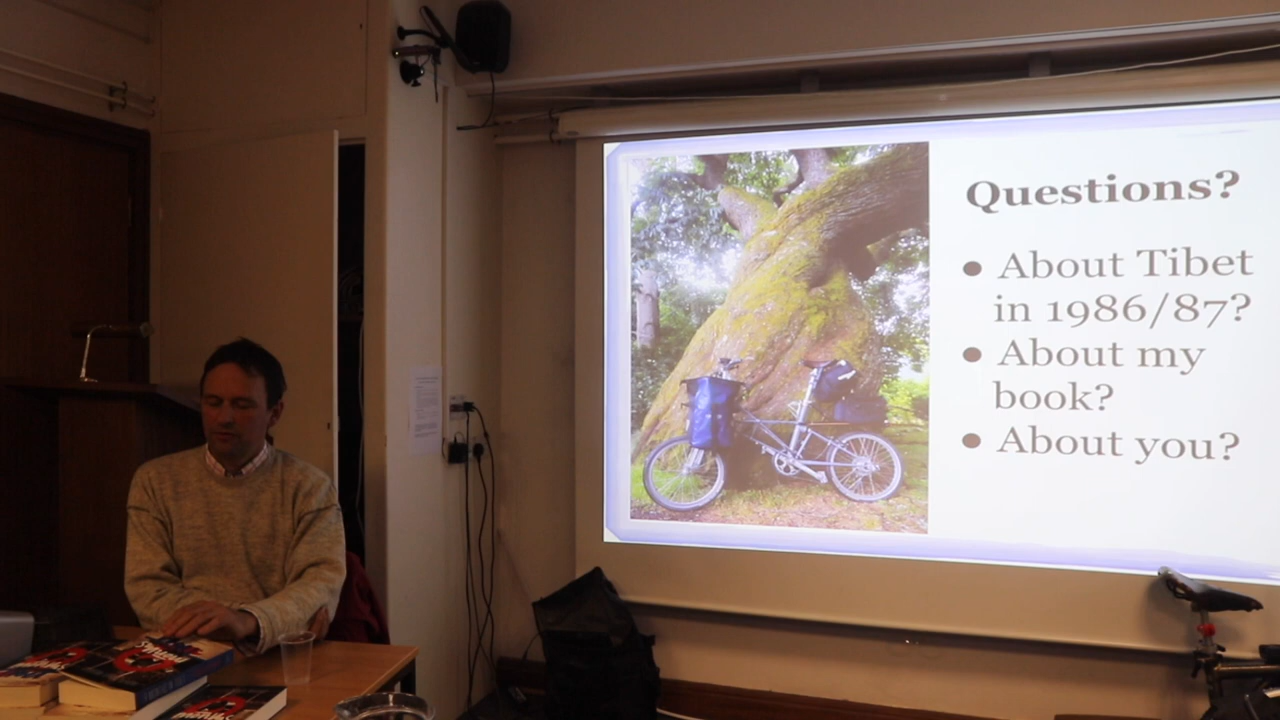 Questions?
● About Tibet
in 1986/87?
● About my
book?
● About you?